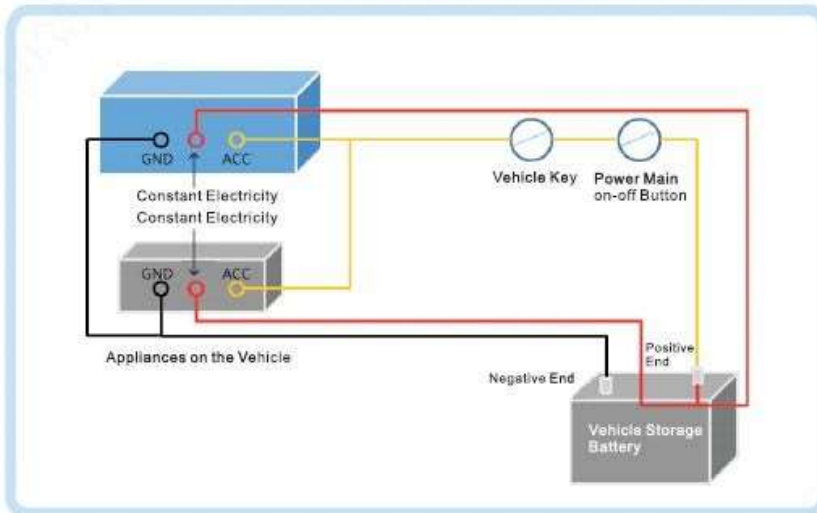 GND
ACC
Vehicle Key
Power Main
on-off Button
Constant Electricity
Constant Electricity
GND
ACC
Appliances on the Vehicle
Positive
End
Negative End
Vehicle Storage
Battery